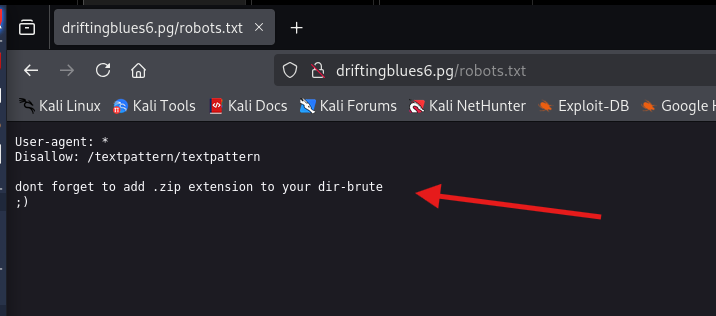 driftingblues6.pg/robots.txt
driftingblues6.pg/robots.txt
Kali Linux Kali Tools Kali Docs Kali Forums Kali NetHunter Exploit-DB Google H
User-agent: *
Disallow: /textpattern/textpattern
dont forget to add .zip extension to your dir-brute
;)